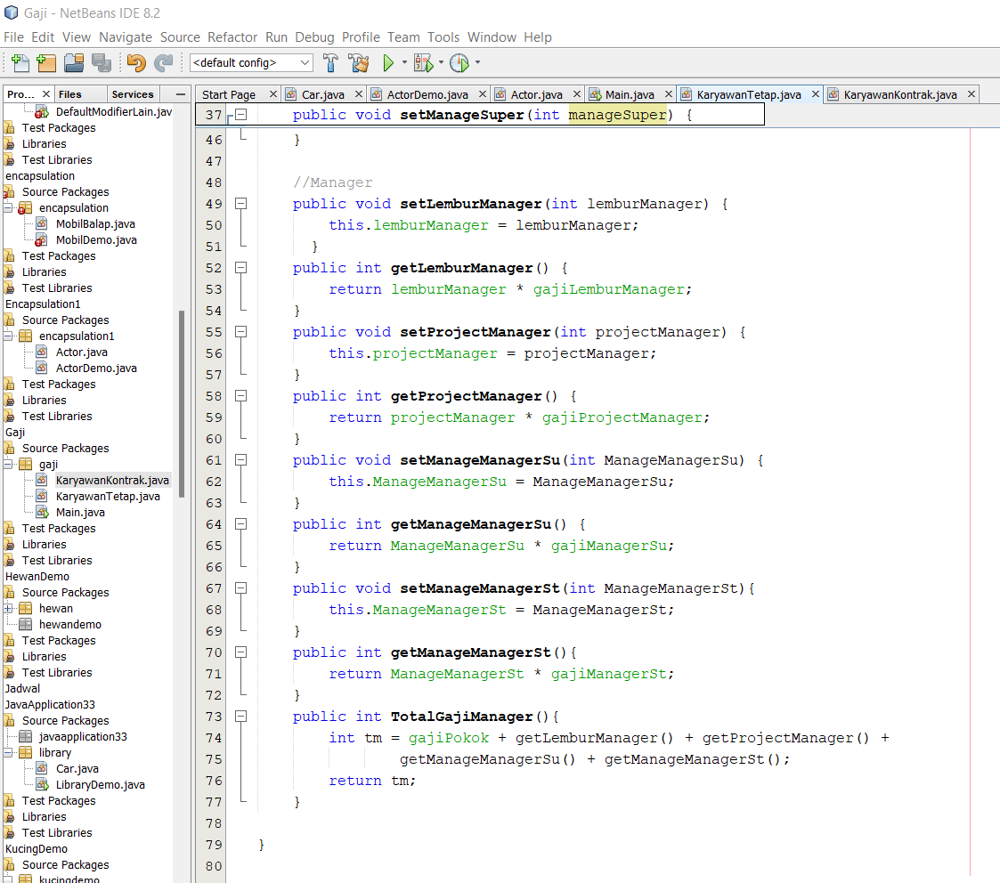 Gaji - NetBeans IDE 8.2
File Edit View Navigate Source Refactor Run Debug Profile Team Tools Window Help
<default config>
Pro... Files Services
DefaultModifierLain.jav
Test Packages
Libraries
Test Libraries
encapsulation
Source Packages
encapsulation
MobilBalap.java
MobilDemo.java
Test Packages
Libraries
Test Libraries
Encapsulation1
Source Packages
encapsulation1
Actor.java
ActorDemo.java
Test Packages
Libraries
Test Libraries
Gaji
Source Packages
gaji
KaryawanKontrak.java
KaryawanTetap.java
Main.java
Test Packages
Libraries
Test Libraries
HewanDemo
Source Packages
hewan
hewandemo
Test Packages
Libraries
Test Libraries
Jadwal
JavaApplication33
Source Packages
javaapplication33
library
Car.java
LibraryDemo.java
Test Packages
Libraries
Test Libraries
KucingDemo
Source Packages
kucingdemo
Start Page Car.java ActorDemo.java Actor.java Main.java KaryawanTetap.java KaryawanKontrak.java
37 public void setManageSuper(int manageSuper) {
46 }
47
48 //Manager
49 public void setLemburManager(int lemburManager) {
50 this.lemburManager = lemburManager;
51 }
52 public int getLemburManager() {
53 return lemburManager * gajiLemburManager;
54 }
55 public void setProjectManager(int projectManager) {
56 this.projectManager = projectManager;
57 }
58 public int getProjectManager() {
59 return projectManager * gajiProjectManager;
60 }
61 public void setManageManagerSu(int ManageManagerSu) {
62 this.ManageManagerSu = ManageManagerSu;
63 }
64 public int getManageManagerSu() {
65 return ManageManagerSu * gajiManagerSu;
66 }
67 public void setManageManagerSt(int ManageManagerSt){
68 this.ManageManagerSt = ManageManagerSt;
69 }
70 public int getManageManagerSt(){
71 return ManageManagerSt * gajiManagerSt;
72 }
73 public int TotalGajiManager(){
74 int tm = gajiPokok + getLemburManager() + getProjectManager() +
75 getManageManagerSu() + getManageManagerSt();
76 return tm;
77 }
78
79 }
80